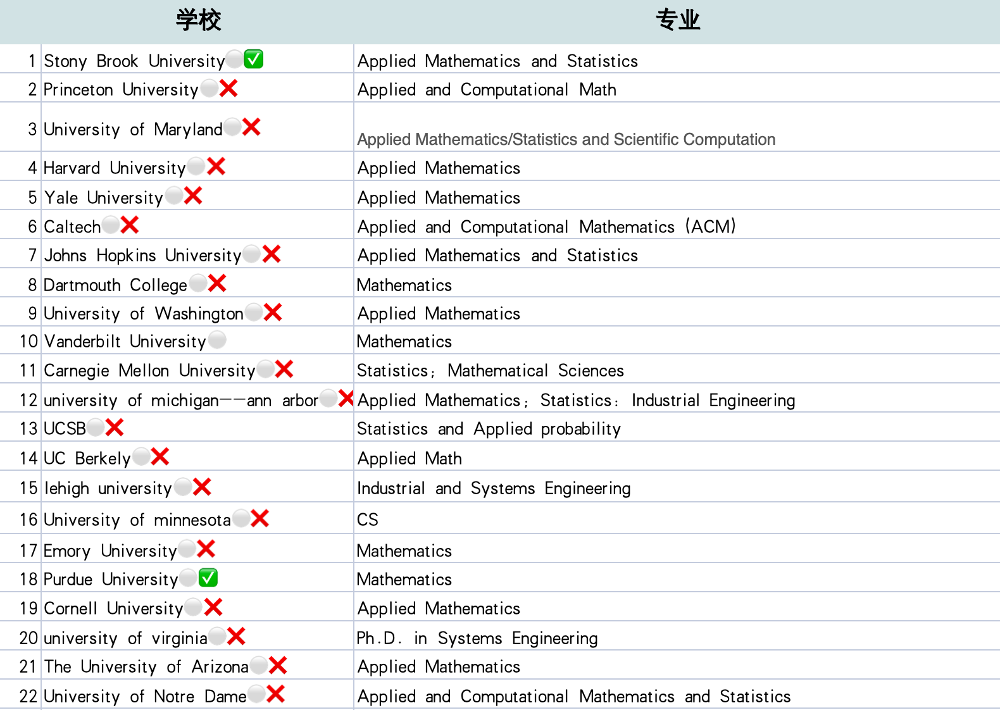 学校 专业
1 Stony Brook University⚪✅ Applied Mathematics and Statistics
2 Princeton University⚪❌ Applied and Computational Math
3 University of Maryland⚪❌ Applied Mathematics/Statistics and Scientific Computation
4 Harvard University⚪❌ Applied Mathematics
5 Yale University⚪❌ Applied Mathematics
6 Caltech⚪❌ Applied and Computational Mathematics (ACM)
7 Johns Hopkins University⚪❌ Applied Mathematics and Statistics
8 Dartmouth College⚪❌ Mathematics
9 University of Washington⚪❌ Applied Mathematics
10 Vanderbilt University⚪ Mathematics
11 Carnegie Mellon University⚪❌ Statistics; Mathematical Sciences
12 university of michigan——ann arbor⚪❌ Applied Mathematics; Statistics: Industrial Engineering
13 UCSB⚪❌ Statistics and Applied probability
14 UC Berkely⚪❌ Applied Math
15 lehigh university⚪❌ Industrial and Systems Engineering
16 University of minnesota⚪❌ CS
17 Emory University⚪❌ Mathematics
18 Purdue University⚪✅ Mathematics
19 Cornell University⚪❌ Applied Mathematics
20 university of virginia⚪❌ Ph.D. in Systems Engineering
21 The University of Arizona⚪❌ Applied Mathematics
22 University of Notre Dame⚪❌ Applied and Computational Mathematics and Statistics